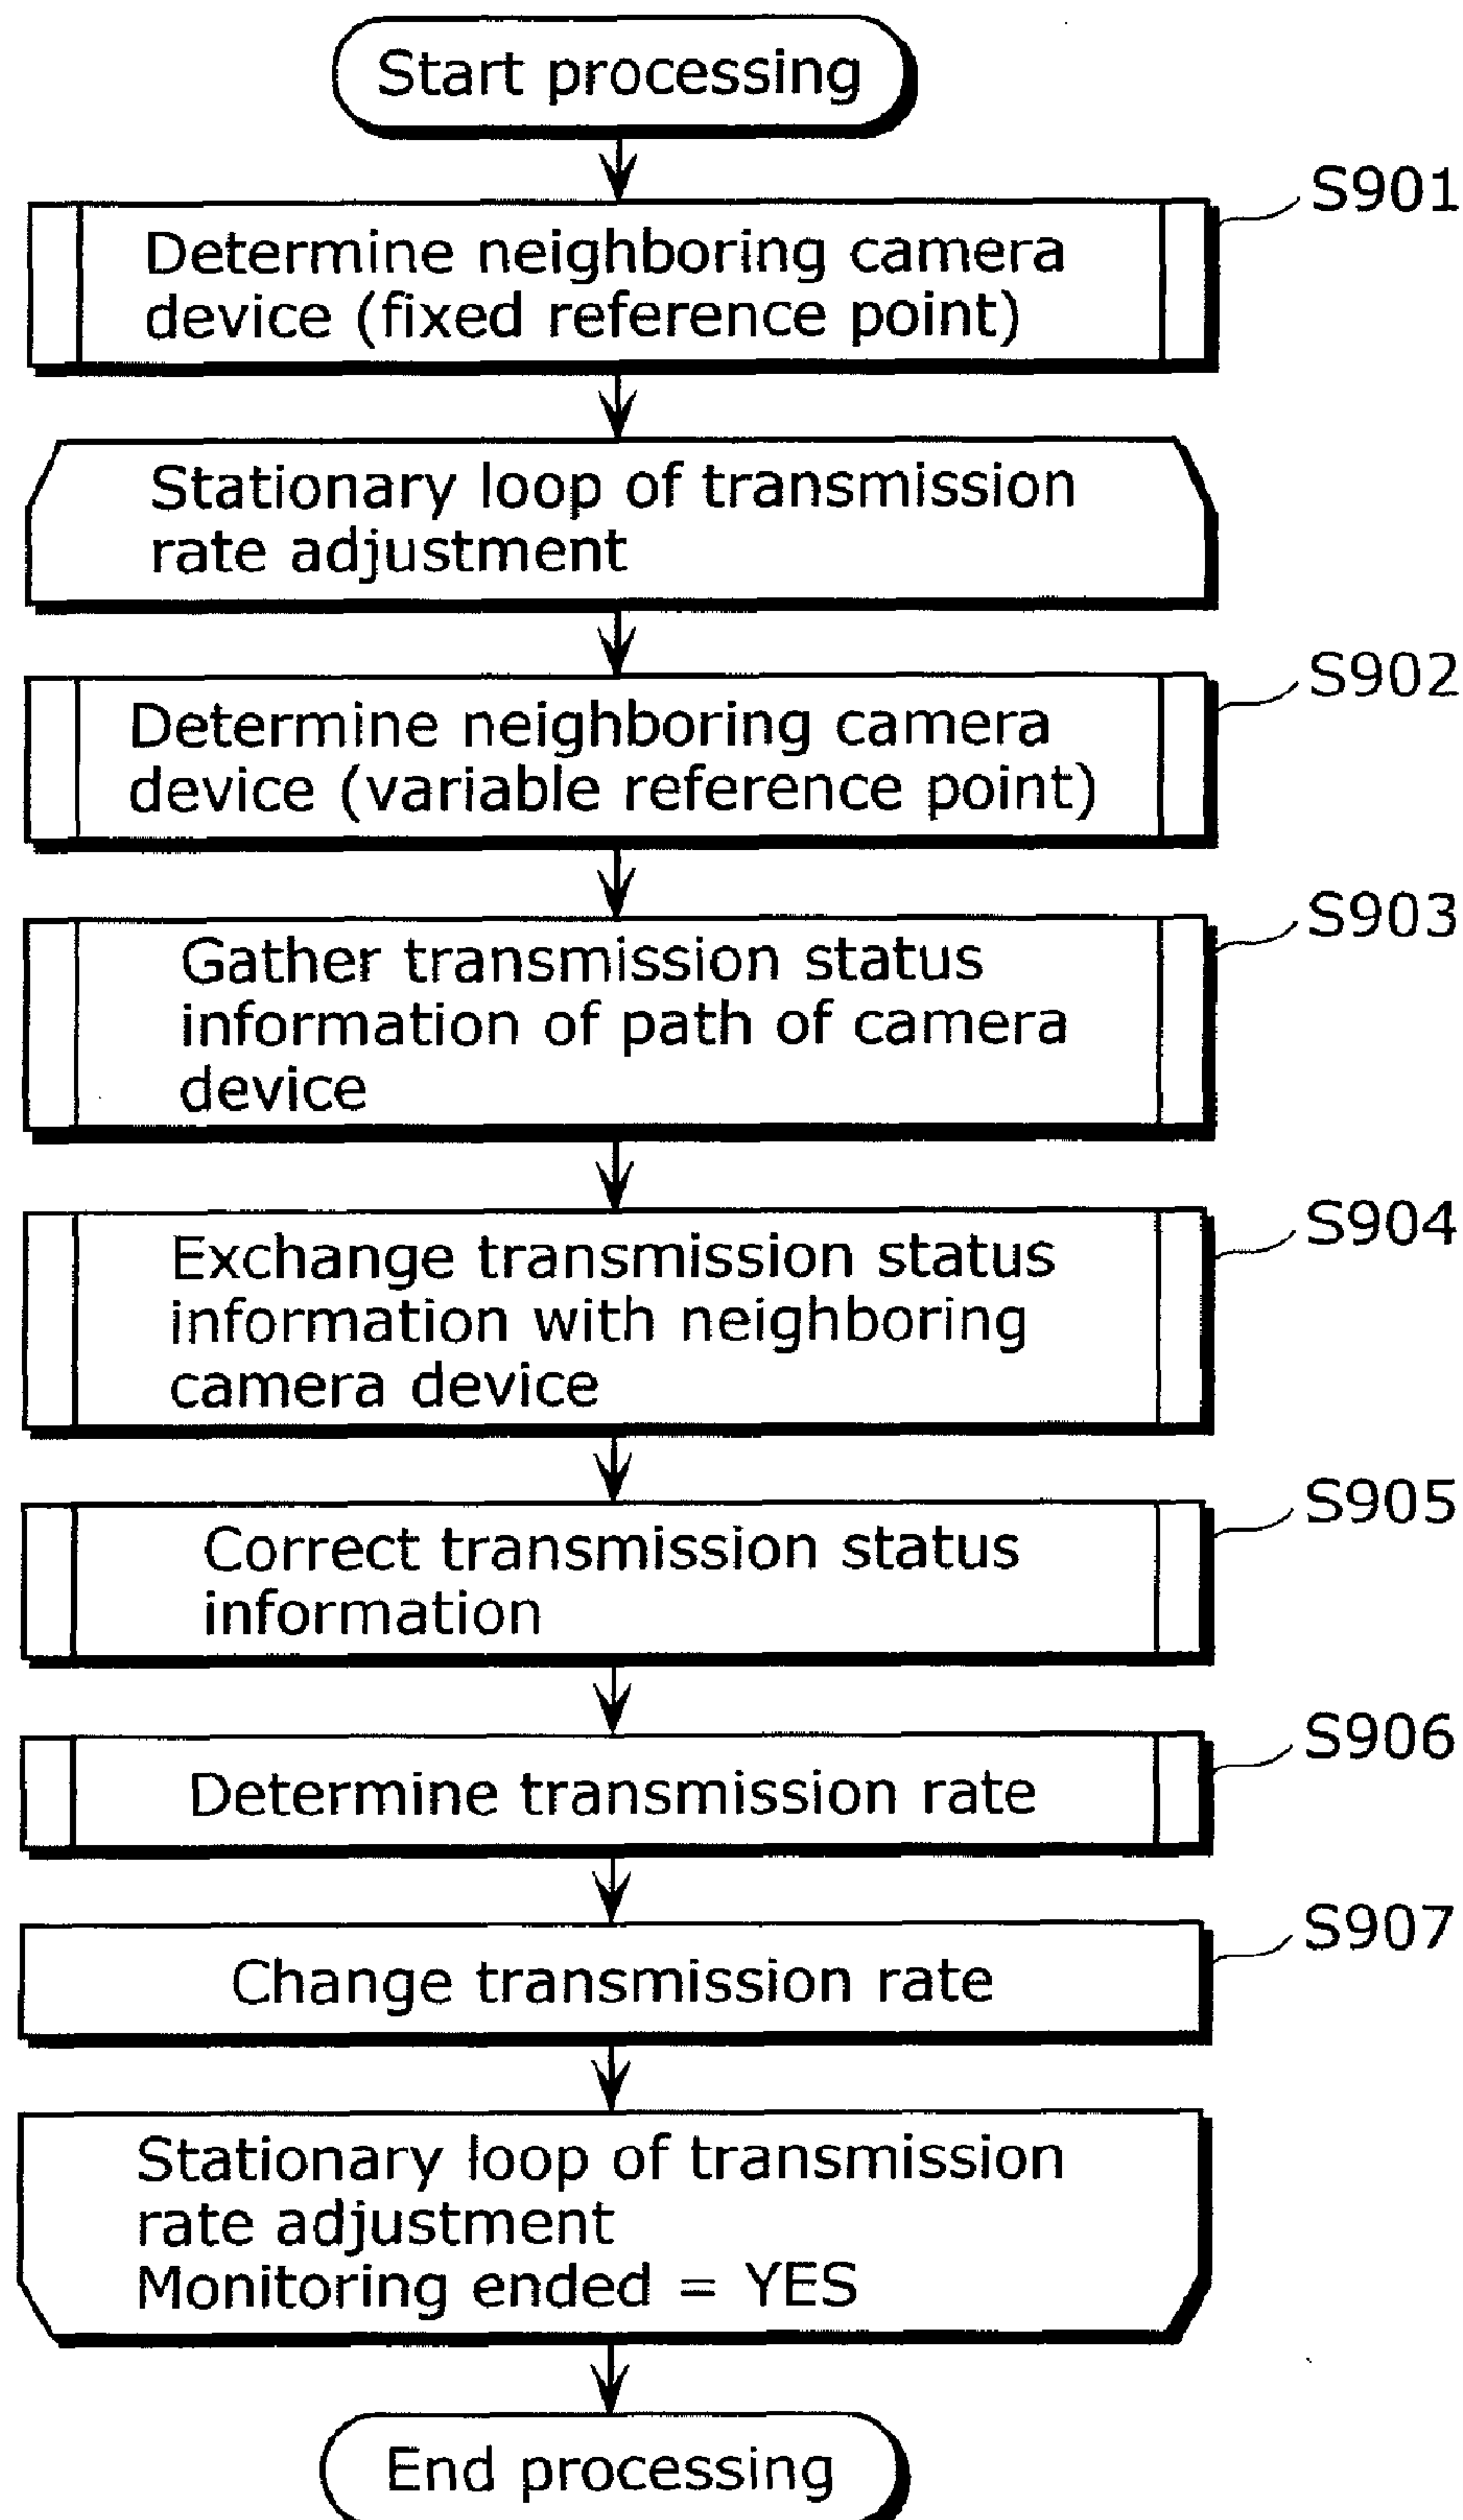 Start processing
S901
Determine neighboring camera
device (fixed reference point)
Stationary loop of transmission
rate adjustment
S902
Determine neighboring camera
device (variable reference point)
S903
Gather transmission status
information of path of camera
device
S904
Exchange transmission status
information with neighboring
camera device
S905
Correct transmission status
information
S906
Determine transmission rate
S907
Change transmission rate
Stationary loop of transmission
rate adjustment
Monitoring ended = YES
End processing